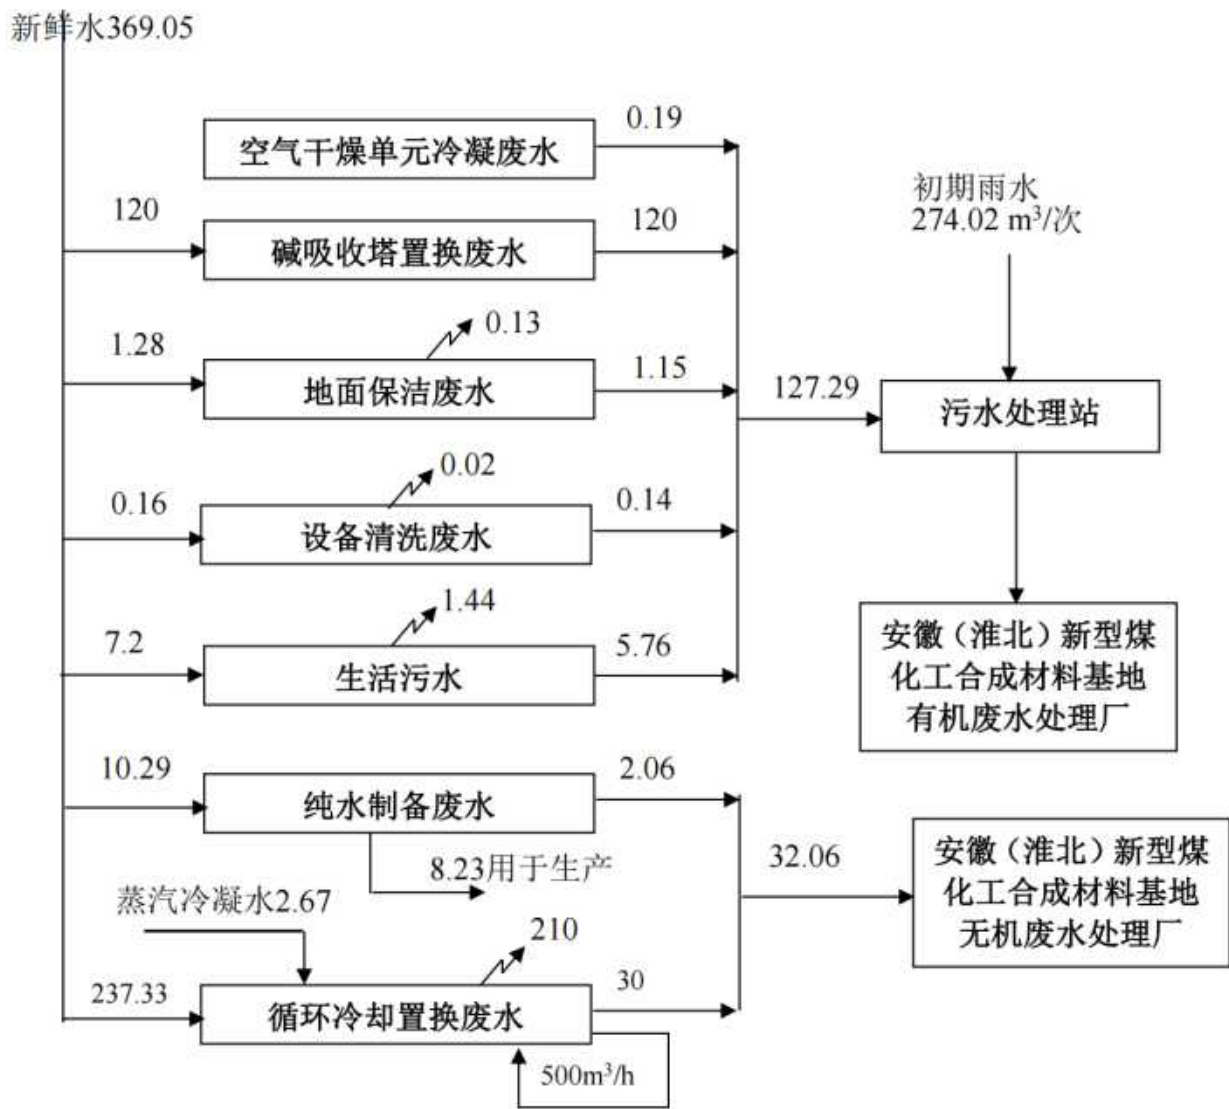 新鲜水369.05
空气干燥单元冷凝废水
0.19
初期雨水
274.02 m³/次
120
碱吸收塔置换废水
120
0.13
1.28
地面保洁废水
1.15
127.29
污水处理站
0.02
0.16
设备清洗废水
0.14
1.44
7.2
生活污水
5.76
安徽（淮北）新型煤
化工合成材料基地
有机废水处理厂
10.29
纯水制备废水
2.06
8.23用于生产
32.06
安徽（淮北）新型煤
化工合成材料基地
无机废水处理厂
蒸汽冷凝水2.67
210
237.33
循环冷却置换废水
30
500m³/h